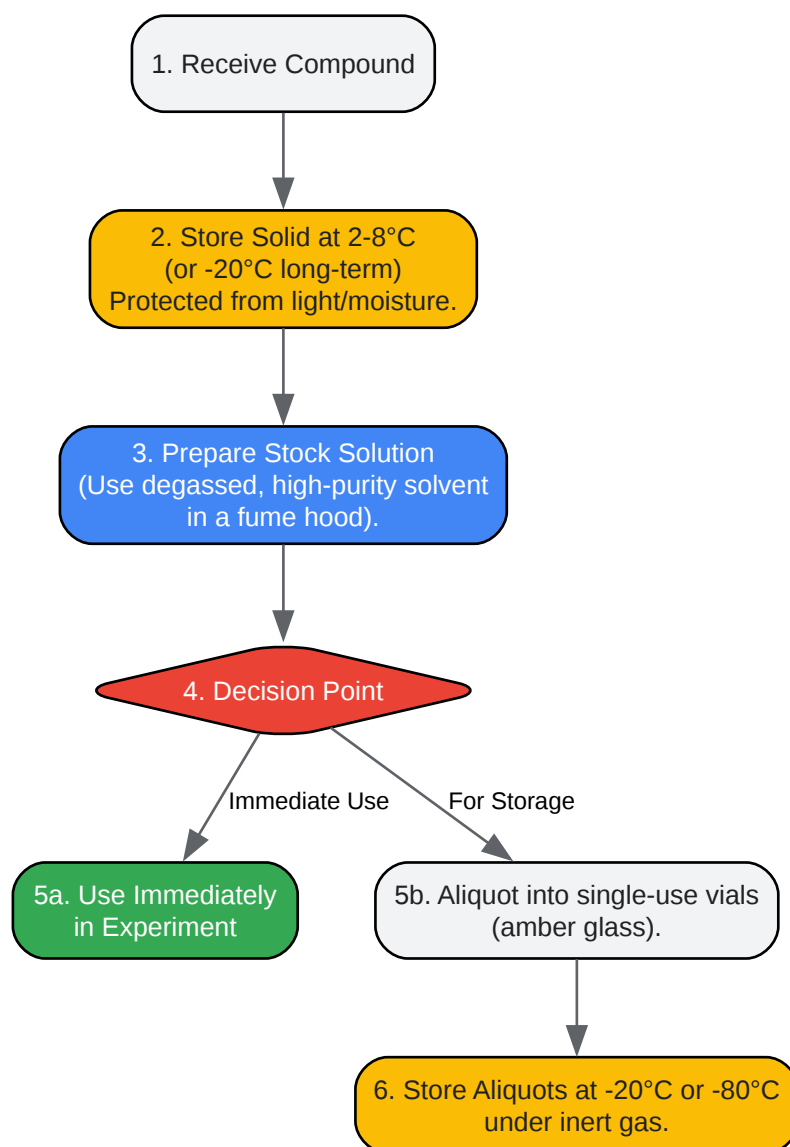 1. Receive Compound
2. Store Solid at 2-8°C
(or -20°C long-term)
Protected from light/moisture.
3. Prepare Stock Solution
(Use degassed, high-purity solvent
in a fume hood).
4. Decision Point
Immediate Use
For Storage
5a. Use Immediately
in Experiment
5b. Aliquot into single-use vials
(amber glass).
6. Store Aliquots at -20°C or -80°C
under inert gas.